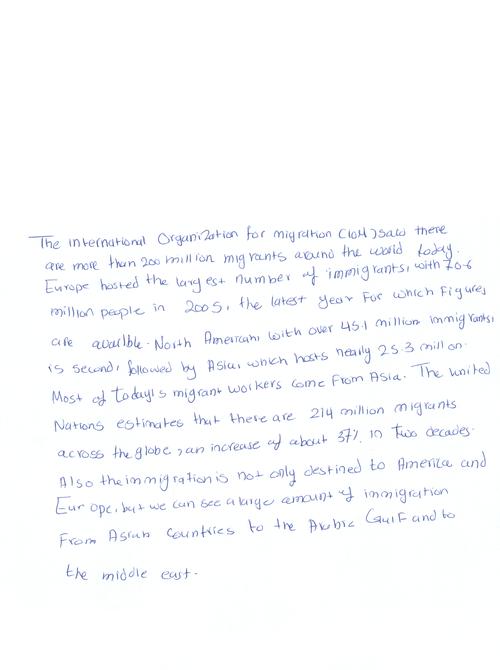 The International Organization for migration (IOM) said there
are more than 200 million migrants around the world today.
Europe hosted the largest number of immigrants, with 70.6
million people in 2005, the latest year For which Figures
are availble. North American, with over 45.1 million immigrants,
is second, followed by Asia, which hosts nearly 25.3 million.
Most of today's migrant workers come From Asia. The united
Nations estimates that there are 214 million migrants
across the globe, an increase of about 37% in two decades.
Also the immigration is not only destined to America and
Europe, but we can see a large amount of immigration
From Asian Countries to the Arabic Gulf and to
the middle east.